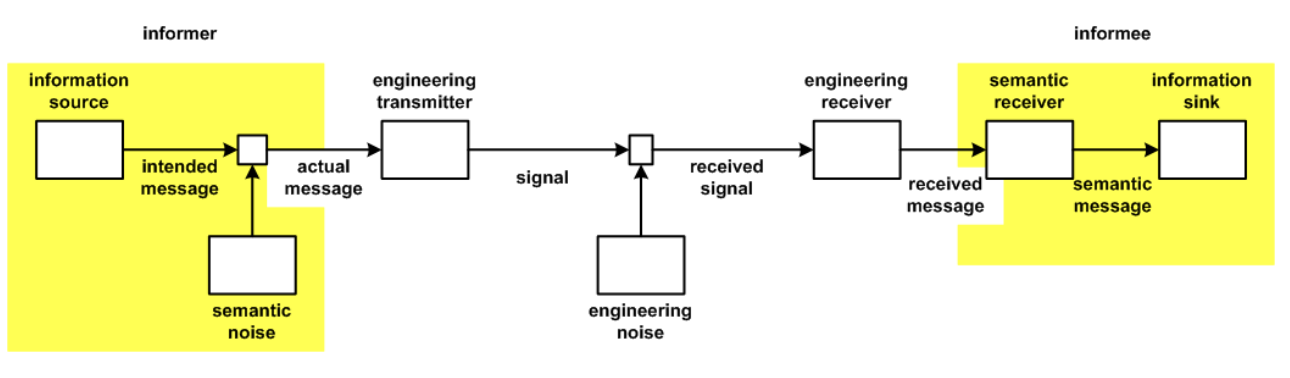 informer
informee
information
source
engineering
transmitter
engineering
receiver
semantic
receiver
information
sink
intended
message
actual
message
signal
received
signal
received
message
semantic
message
semantic
noise
engineering
noise